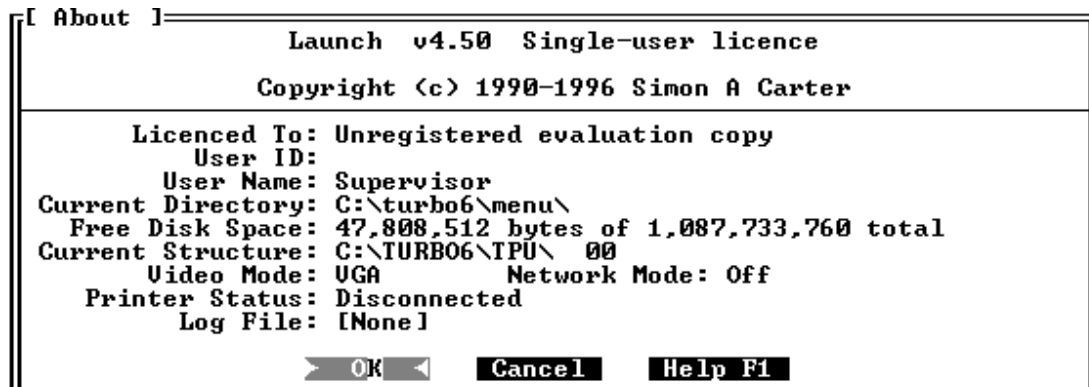 [ About ]
Launch v4.50 Single-user licence
Copyright (c) 1990-1996 Simon A Carter
Licenced To: Unregistered evaluation copy
User ID:
User Name: Supervisor
Current Directory: C:\turbo6\menu\
Free Disk Space: 47,808,512 bytes of 1,087,733,760 total
Current Structure: C:\TURBO6\TPU\ 00
Video Mode: VGA Network Mode: Off
Printer Status: Disconnected
Log File: [None]
OK Cancel Help F1